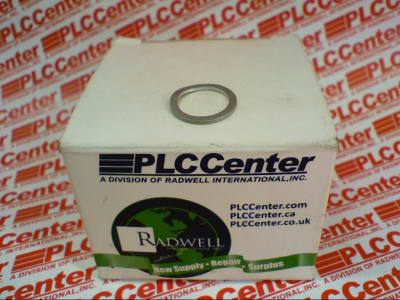 PLCCenter
A DIVISION OF RADWELL INTERNATIONAL, INC.
PLCCenter.com
PLCCenter.ca
PLCCenter.co.uk
RADWELL
New Supply • Repair • Surplus